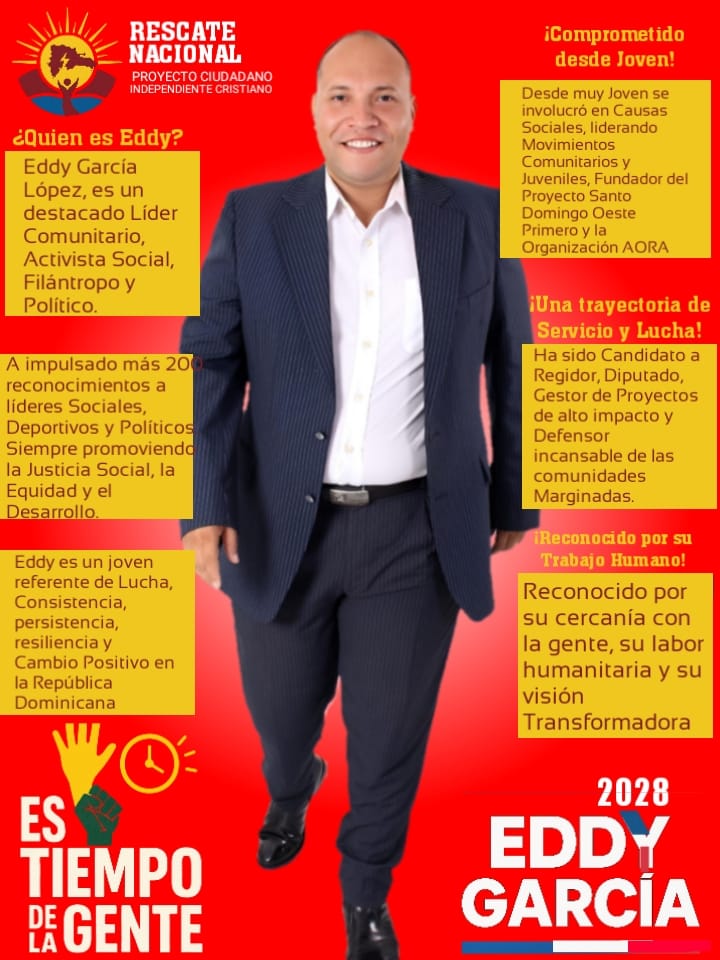 RESCATE
NACIONAL
PROYECTO CIUDADANO
INDEPENDIENTE CRISTIANO
¿Quien es Eddy?
Eddy García
López, es un
destacado Líder
Comunitario,
Activista Social,
Filántropo y
Político.
A impulsado más 200
reconocimientos a
líderes Sociales,
Deportivos y Políticos
Siempre promoviendo
la Justicia Social, la
Equidad y el
Desarrollo.
Eddy es un joven
referente de Lucha,
Consistencia,
persistencia,
resiliencia y
Cambio Positivo en
la República
Dominicana
ES
TIEMPO
DE LA
GENTE
¡Comprometido
desde Joven!
Desde muy Joven se
involucró en Causas
Sociales, liderando
Movimientos
Comunitarios y
Juveniles, Fundador del
Proyecto Santo
Domingo Oeste
Primero y la
Organización AORA
¡Una trayectoria de
Servicio y Lucha!
Ha sido Candidato a
Regidor, Diputado,
Gestor de Proyectos
de alto impacto y
Defensor
incansable de las
comunidades
Marginadas.
¡Reconocido por su
Trabajo Humano!
Reconocido por
su cercanía con
la gente, su labor
humanitaria y su
visión
Transformadora
2028
EDDY
GARCÍA